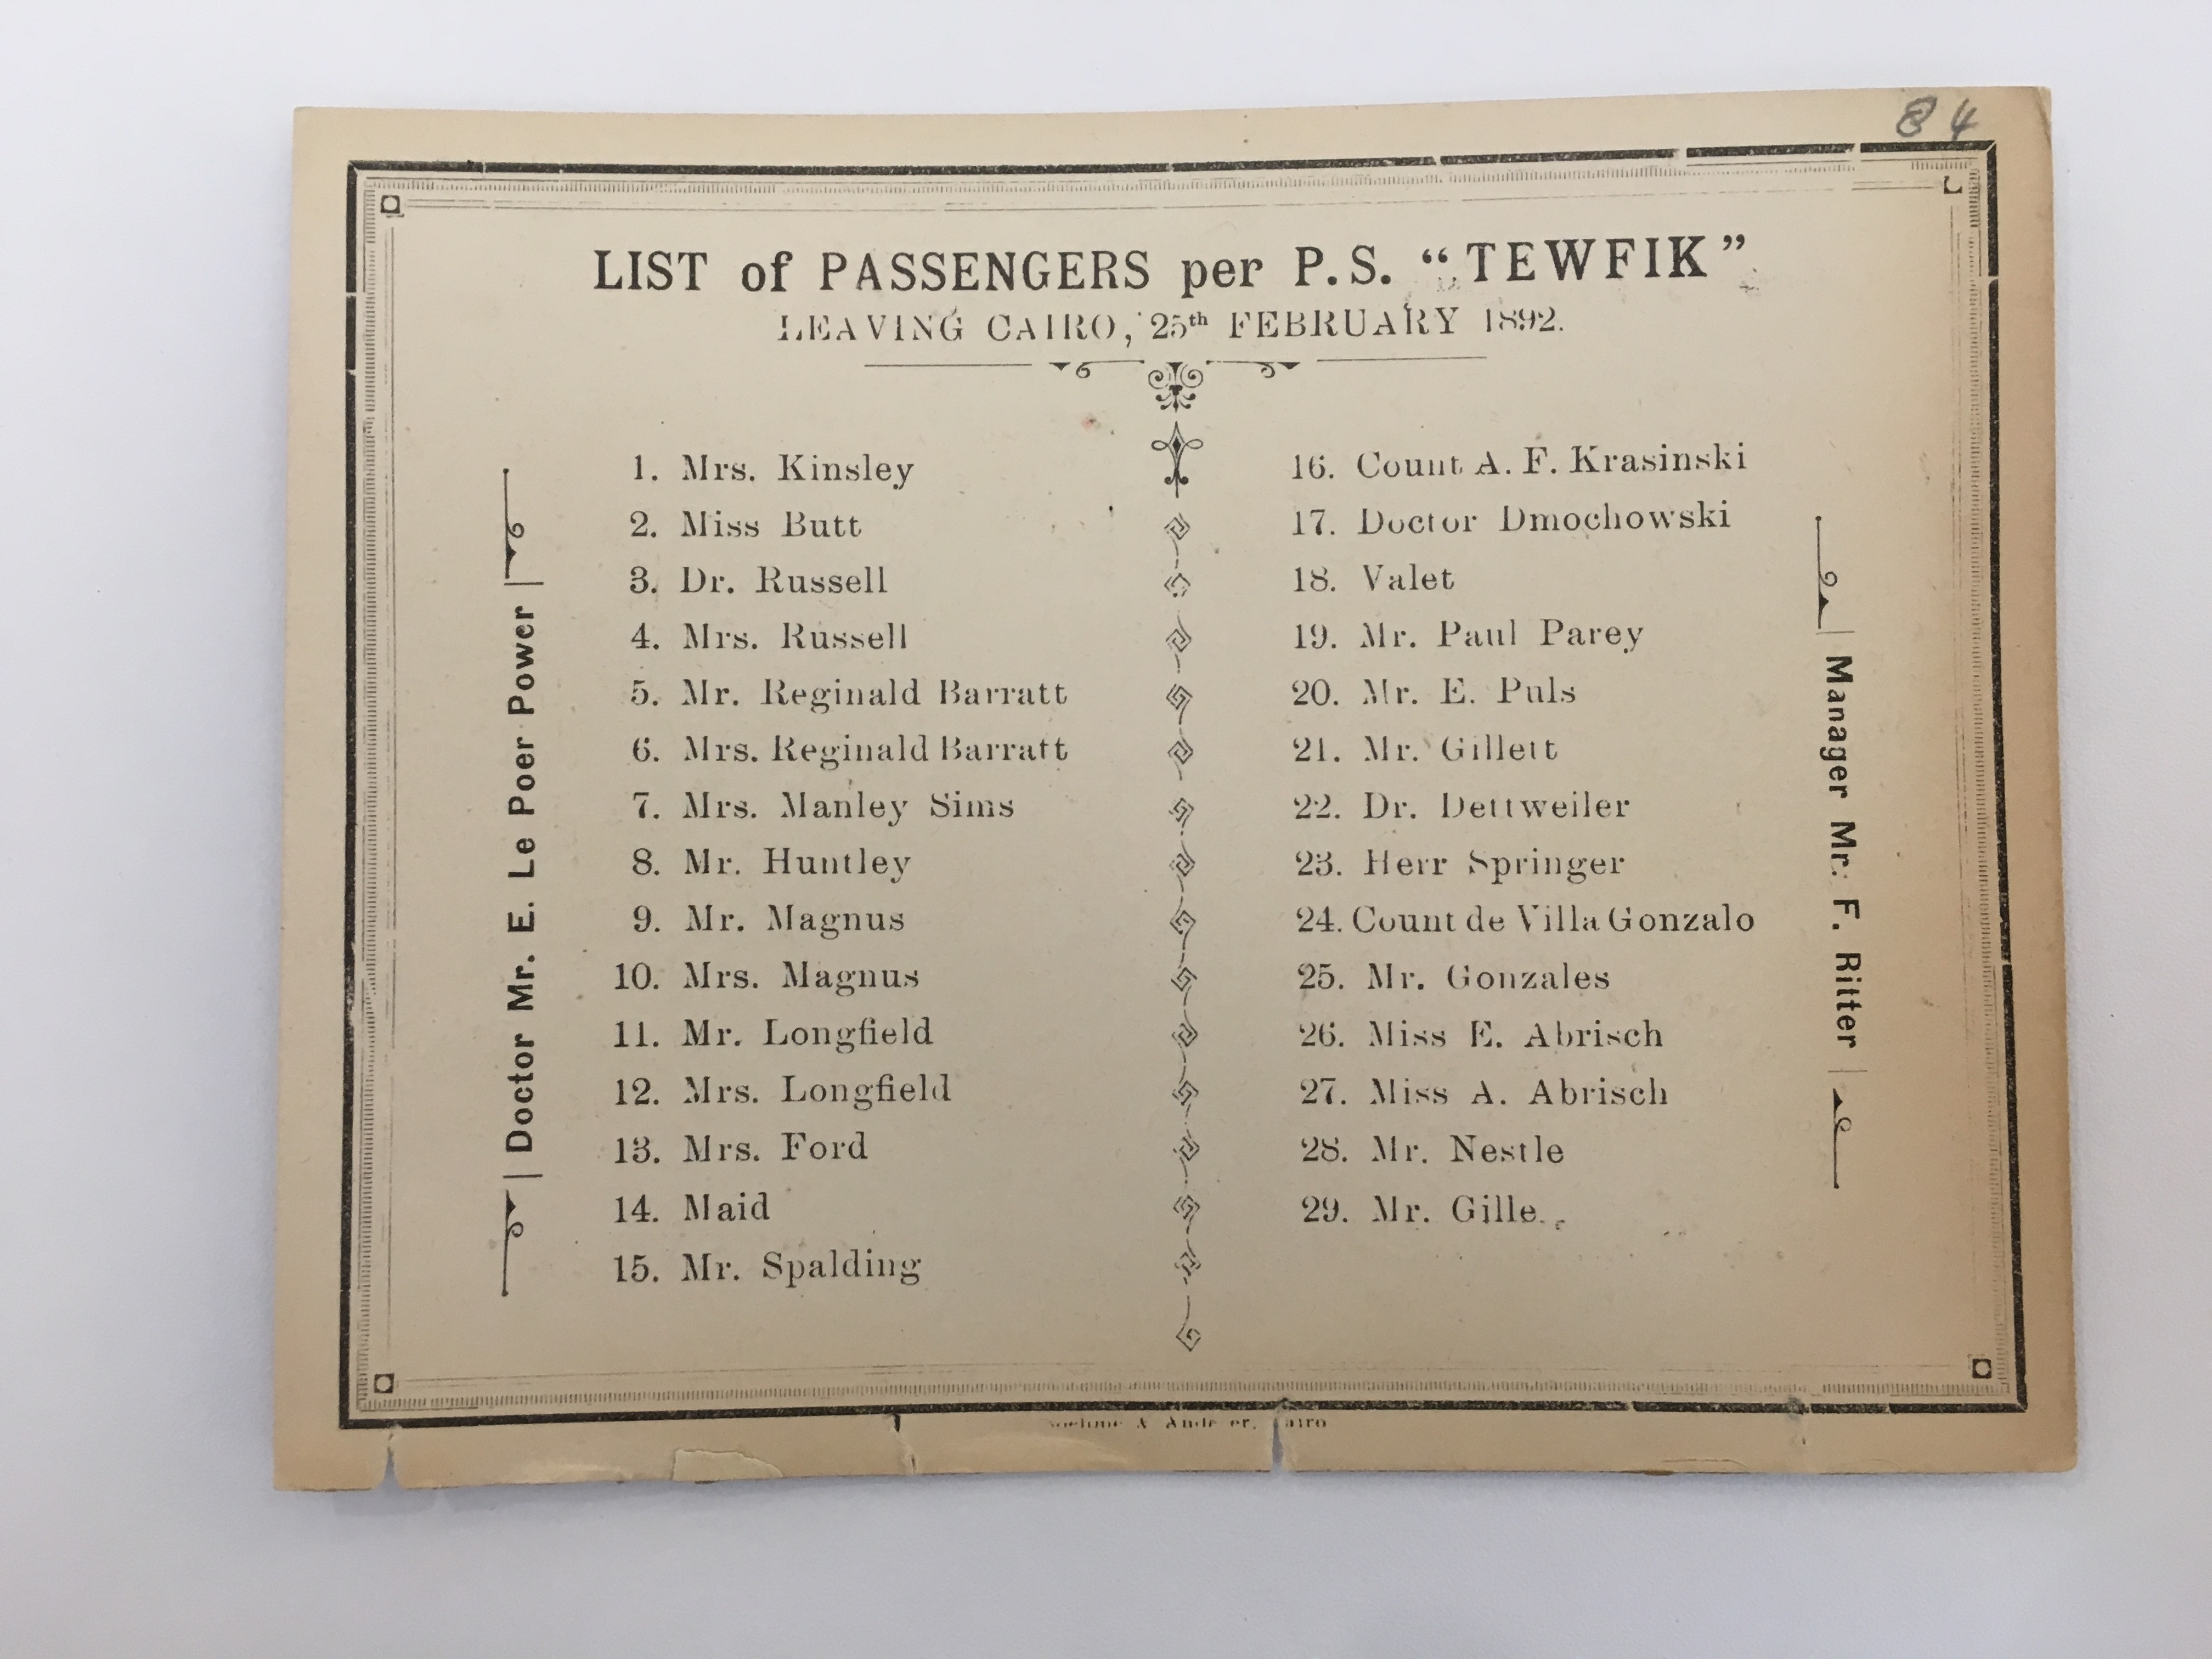 84
LIST of PASSENGERS per P.S. “TEWFIK”
LEAVING CAIRO, 25th FEBRUARY 1892.
Doctor Mr. E. Le Poer Power
1. Mrs. Kinsley
2. Miss Butt
3. Dr. Russell
4. Mrs. Russell
5. Mr. Reginald Barratt
6. Mrs. Reginald Barratt
7. Mrs. Manley Sims
8. Mr. Huntley
9. Mr. Magnus
10. Mrs. Magnus
11. Mr. Longfield
12. Mrs. Longfield
13. Mrs. Ford
14. Maid
15. Mr. Spalding
16. Count A. F. Krasinski
17. Doctor Dmochowski
18. Valet
19. Mr. Paul Parey
20. Mr. E. Puls
21. Mr. Gillett
22. Dr. Dettweiler
23. Herr Springer
24. Count de Villa Gonzalo
25. Mr. Gonzales
26. Miss E. Abrisch
27. Miss A. Abrisch
28. Mr. Nestle
29. Mr. Gille.
Manager Mr. F. Ritter
&